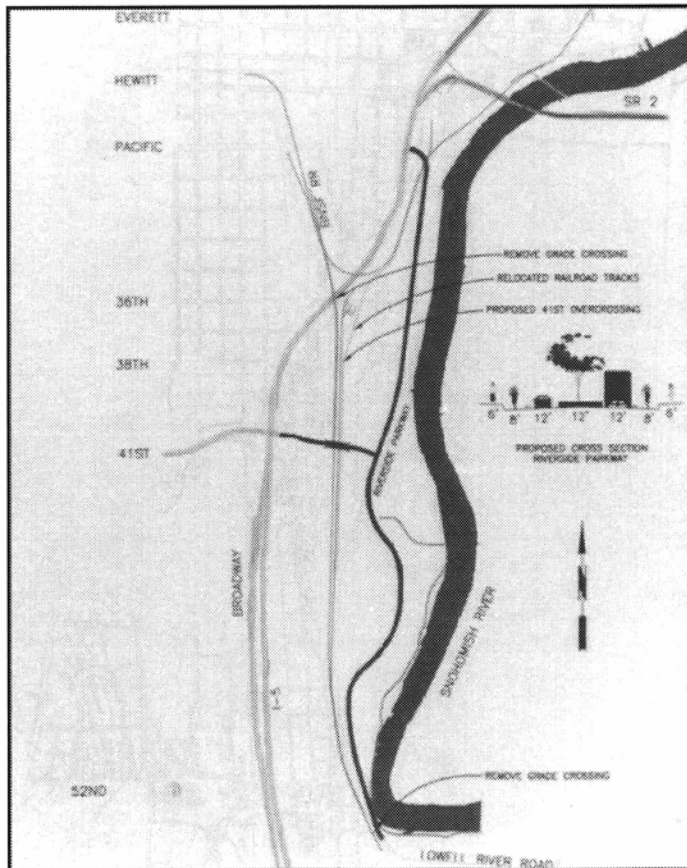 EVERETT
HEWITT
SR 2
PACIFIC
BNSF RR
REMOVE GRADE CROSSING
RELOCATED RAILROAD TRACKS
36TH
PROPOSED 41ST OVERCROSSING
38TH
6' 8' 12' 12' 12' 8' 6'
PROPOSED CROSS SECTION
RIVERSIDE PARKWAY
41ST
RIVERSIDE PARKWAY
BROADWAY
SNOHOMISH RIVER
I-5
REMOVE GRADE CROSSING
52ND
LOWELL RIVER ROAD